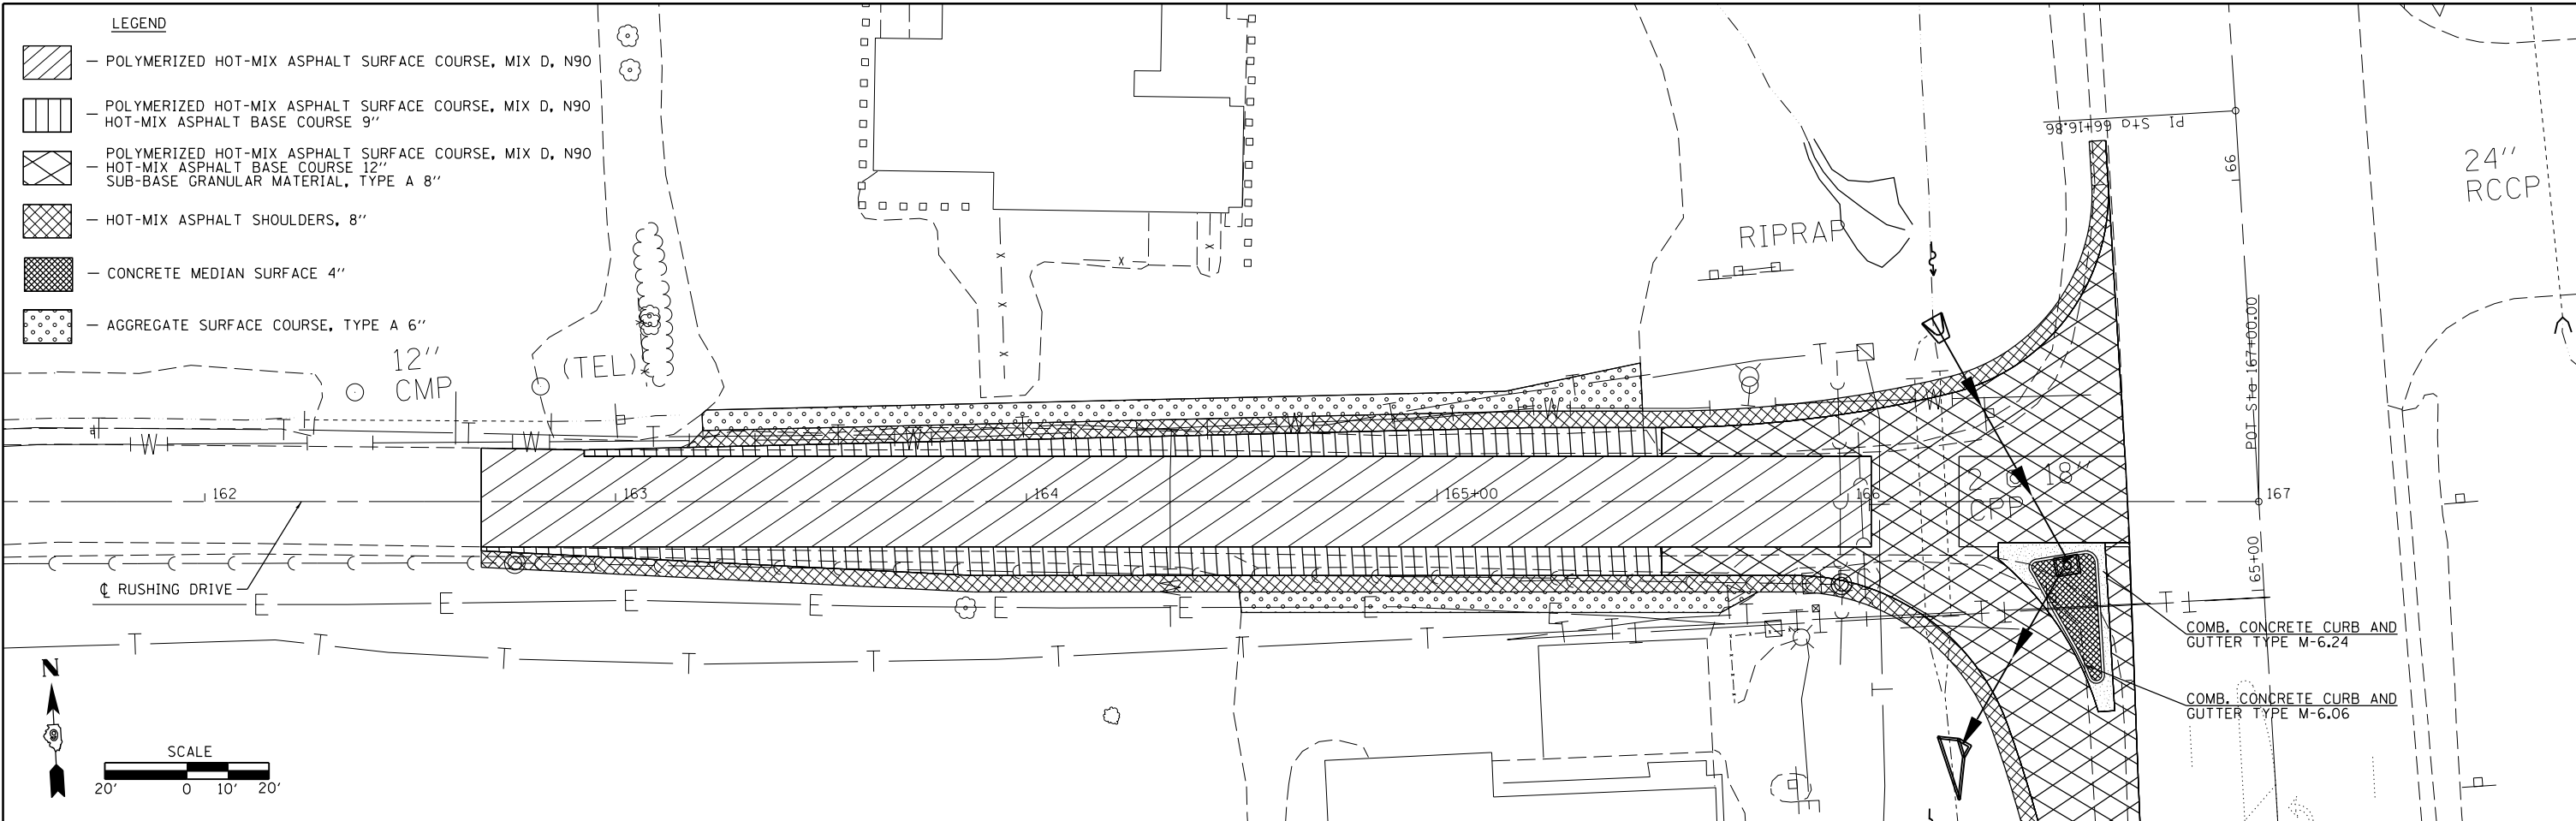 LEGEND
— POLYMERIZED HOT-MIX ASPHALT SURFACE COURSE, MIX D, N90
— POLYMERIZED HOT-MIX ASPHALT SURFACE COURSE, MIX D, N90
HOT-MIX ASPHALT BASE COURSE 9''
— POLYMERIZED HOT-MIX ASPHALT SURFACE COURSE, MIX D, N90
HOT-MIX ASPHALT BASE COURSE 12''
SUB-BASE GRANULAR MATERIAL, TYPE A 8''
— HOT-MIX ASPHALT SHOULDERS, 8''
— CONCRETE MEDIAN SURFACE 4''
— AGGREGATE SURFACE COURSE, TYPE A 6''
12''
CMP
(TEL)
RIPRAP
PI Sta 66+16.86
66
24''
RCCP
POT Sta 167+00.00
W
W
W
W
W
T
T
T
T
162
163
164
165+00
166
167
2 @ 18''
CPP
165+00
℄ RUSHING DRIVE
E E E E E E E E
T T T T T T T T
COMB. CONCRETE CURB AND
GUTTER TYPE M-6.24
COMB. CONCRETE CURB AND
GUTTER TYPE M-6.06
N
SCALE
20' 0 10' 20'